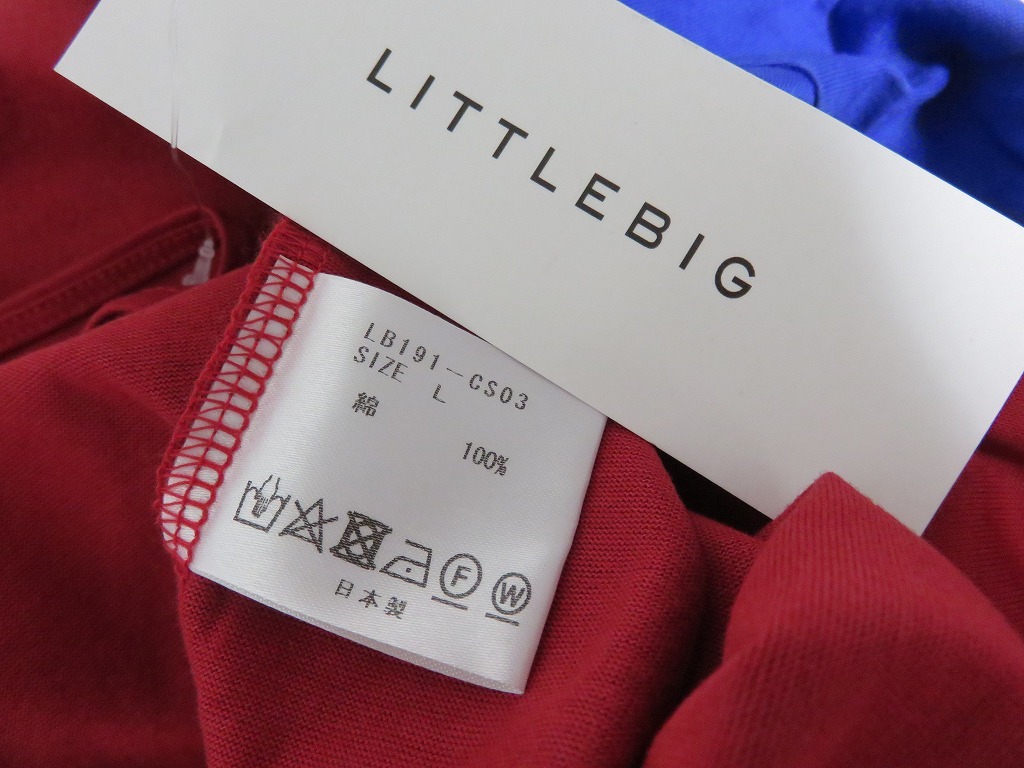 LITTLEBIG
LB191-CS03
SIZE L
綿
100%
F W
日本製